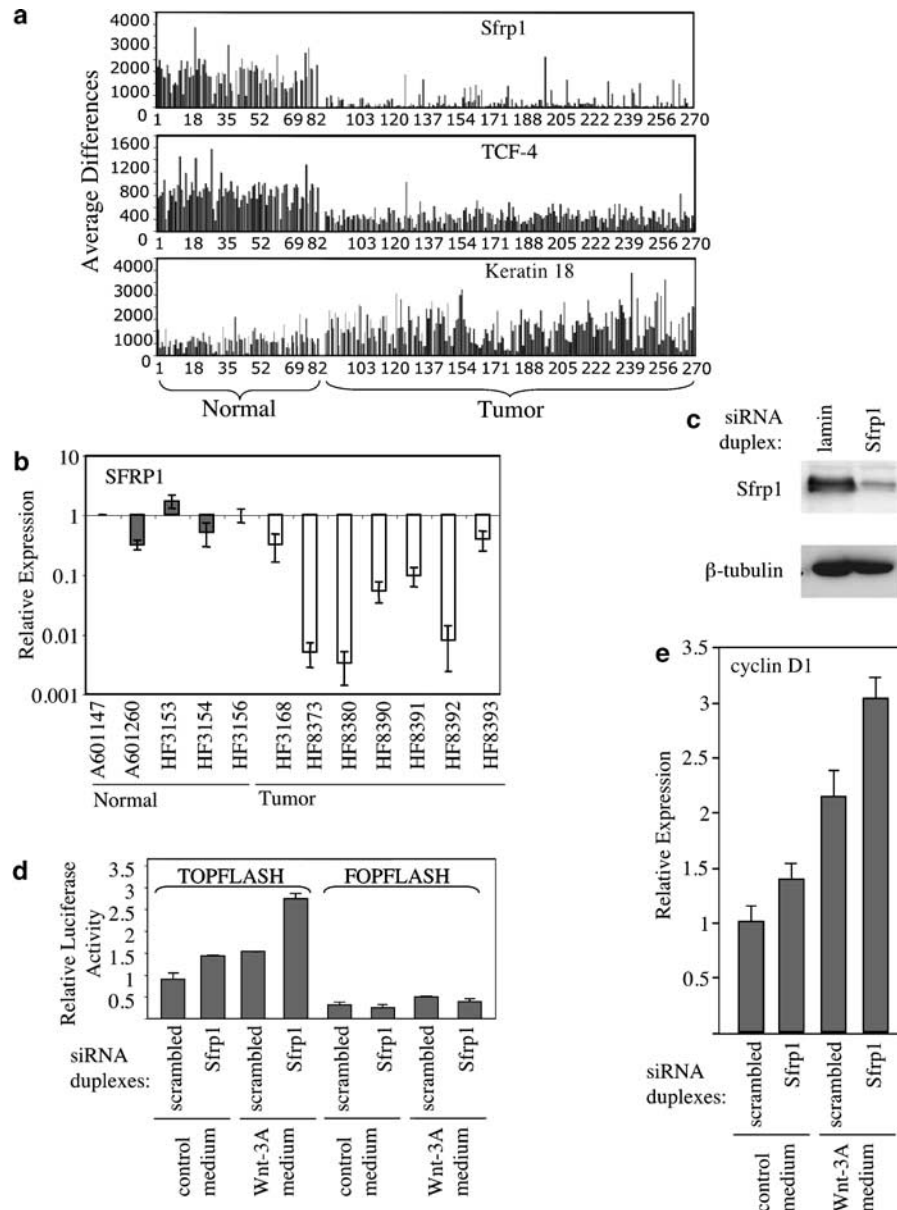 a
Average Differences
Sfrp1
4000
3000
2000
1000
0
1 18 35 52 69 82 103 120 137 154 171 188 205 222 239 256 270
TCF-4
1600
1200
800
400
0
1 18 35 52 69 82 103 120 137 154 171 188 205 222 239 256 270
Keratin 18
4000
3000
2000
1000
0
1 18 35 52 69 82 103 120 137 154 171 188 205 222 239 256 270
Normal Tumor
b
SFRP1
Relative Expression
10
1
0.1
0.01
0.001
A601147
A601260
HF3153
HF3154
HF3156
HF3168
HF8373
HF8380
HF8390
HF8391
HF8392
HF8393
Normal Tumor
c
siRNA
duplex:
lamin
Sfrp1
Sfrp1
β-tubulin
d
Relative Luciferase
Activity
TOPFLASH FOPFLASH
3.5
3
2.5
2
1.5
1
0.5
siRNA
duplexes:
scrambled
Sfrp1
scrambled
Sfrp1
scrambled
Sfrp1
scrambled
Sfrp1
control
medium
Wnt-3A
medium
control
medium
Wnt-3A
medium
e
cyclin D1
Relative Expression
3.5
3
2.5
2
1.5
1
0.5
siRNA
duplexes:
scrambled
Sfrp1
scrambled
Sfrp1
control
medium
Wnt-3A
medium